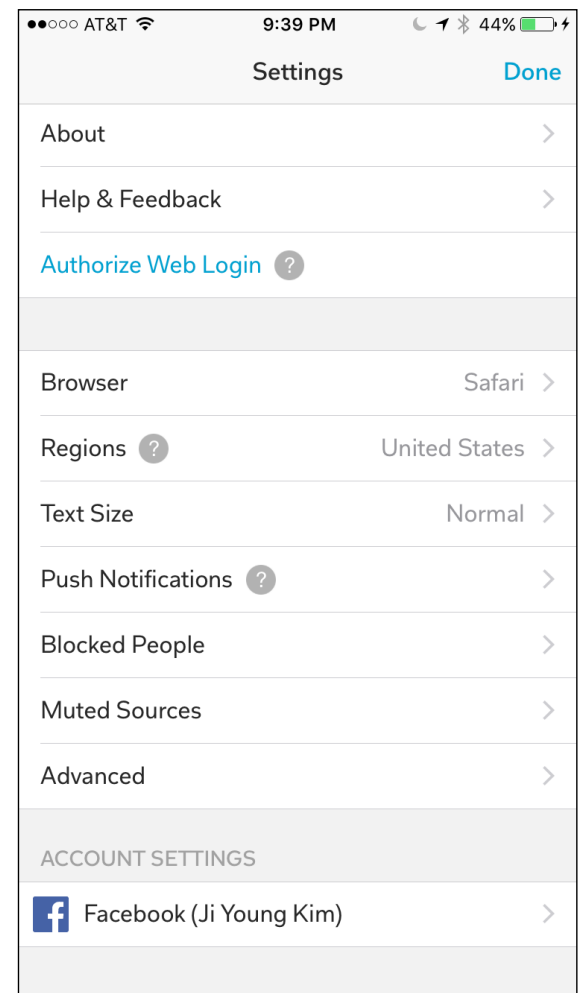 AT&T 9:39 PM 44%
Settings Done
About
Help & Feedback
Authorize Web Login ?
Browser Safari
Regions ? United States
Text Size Normal
Push Notifications ?
Blocked People
Muted Sources
Advanced
ACCOUNT SETTINGS
f Facebook (Ji Young Kim)